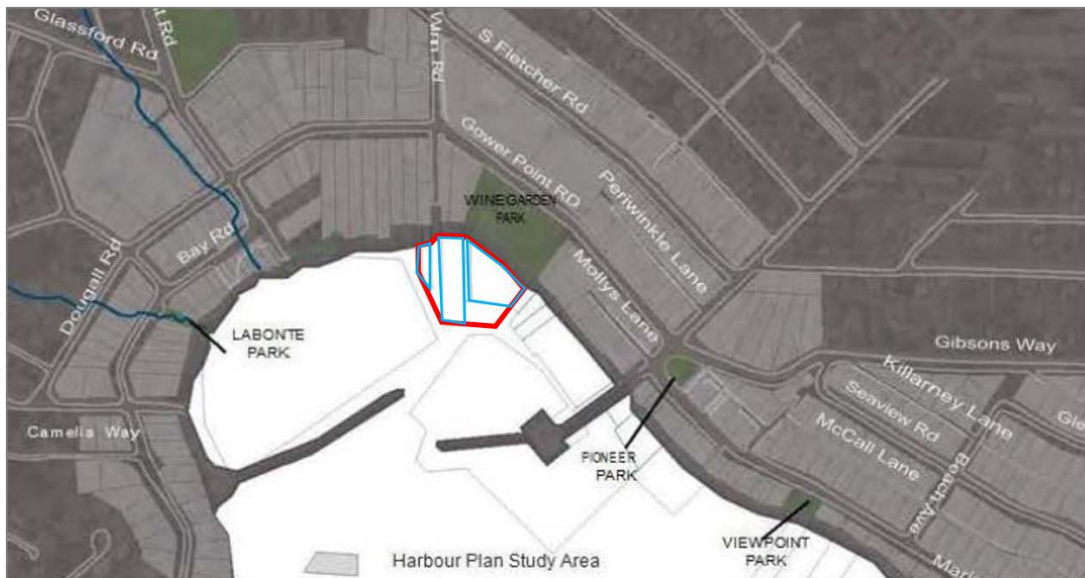 Glassford Rd
Wrn Rd
S Fletcher Rd
Gower Point RD
WINEGARDEN
PARK
Periwinkle Lane
Bay Rd
Dougall Rd
Mollys Lane
LABONTE
PARK
Gibsons Way
Killarney Lane
Seaview Rd
McCall Lane
Camelia Way
PIONEER
PARK
Beach Ave
VIEWPOINT
PARK
Harbour Plan Study Area